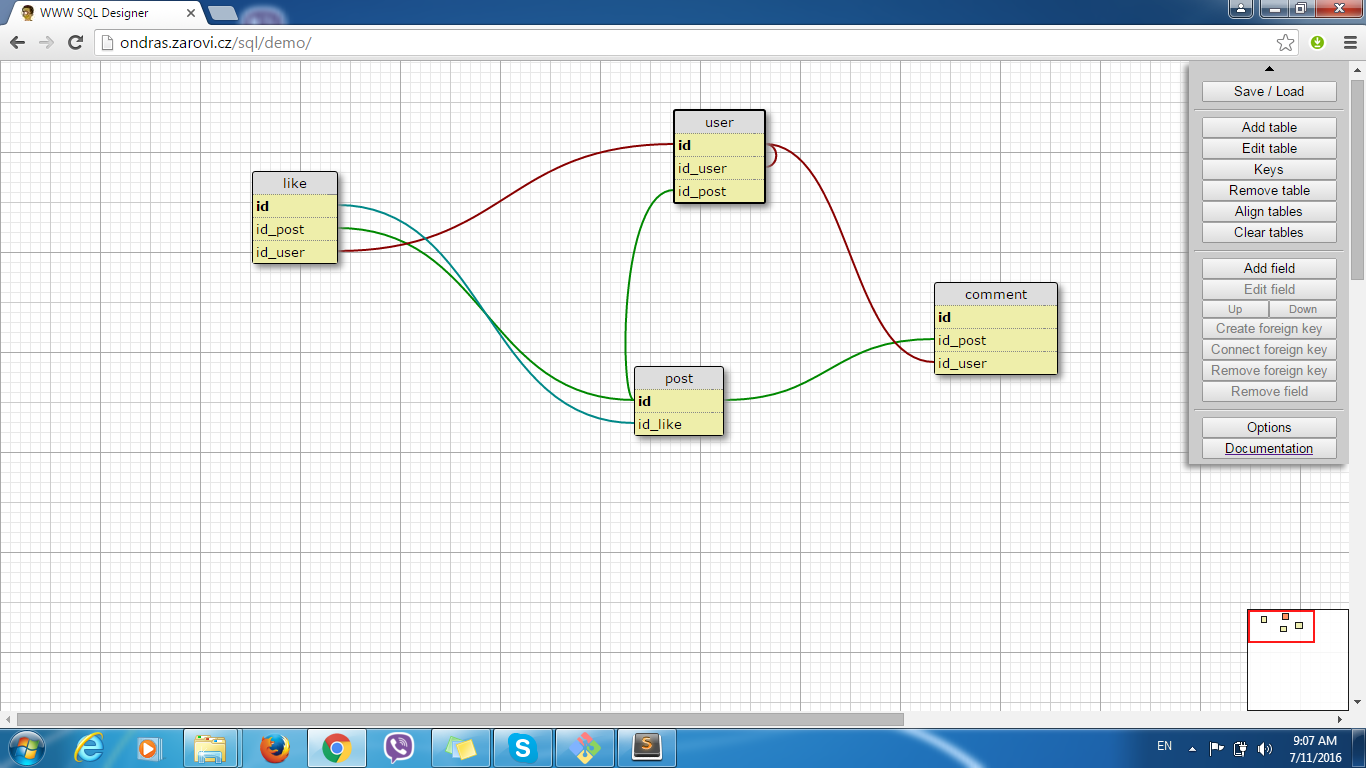 WWW SQL Designer
ondras.zarovi.cz/sql/demo/
Save / Load
Add table
Edit table
Keys
Remove table
Align tables
Clear tables
Add field
Edit field
Up Down
Create foreign key
Connect foreign key
Remove foreign key
Remove field
Options
Documentation
user
id
id_user
id_post
like
id
id_post
id_user
comment
id
id_post
id_user
post
id
id_like
EN
9:07 AM
7/11/2016